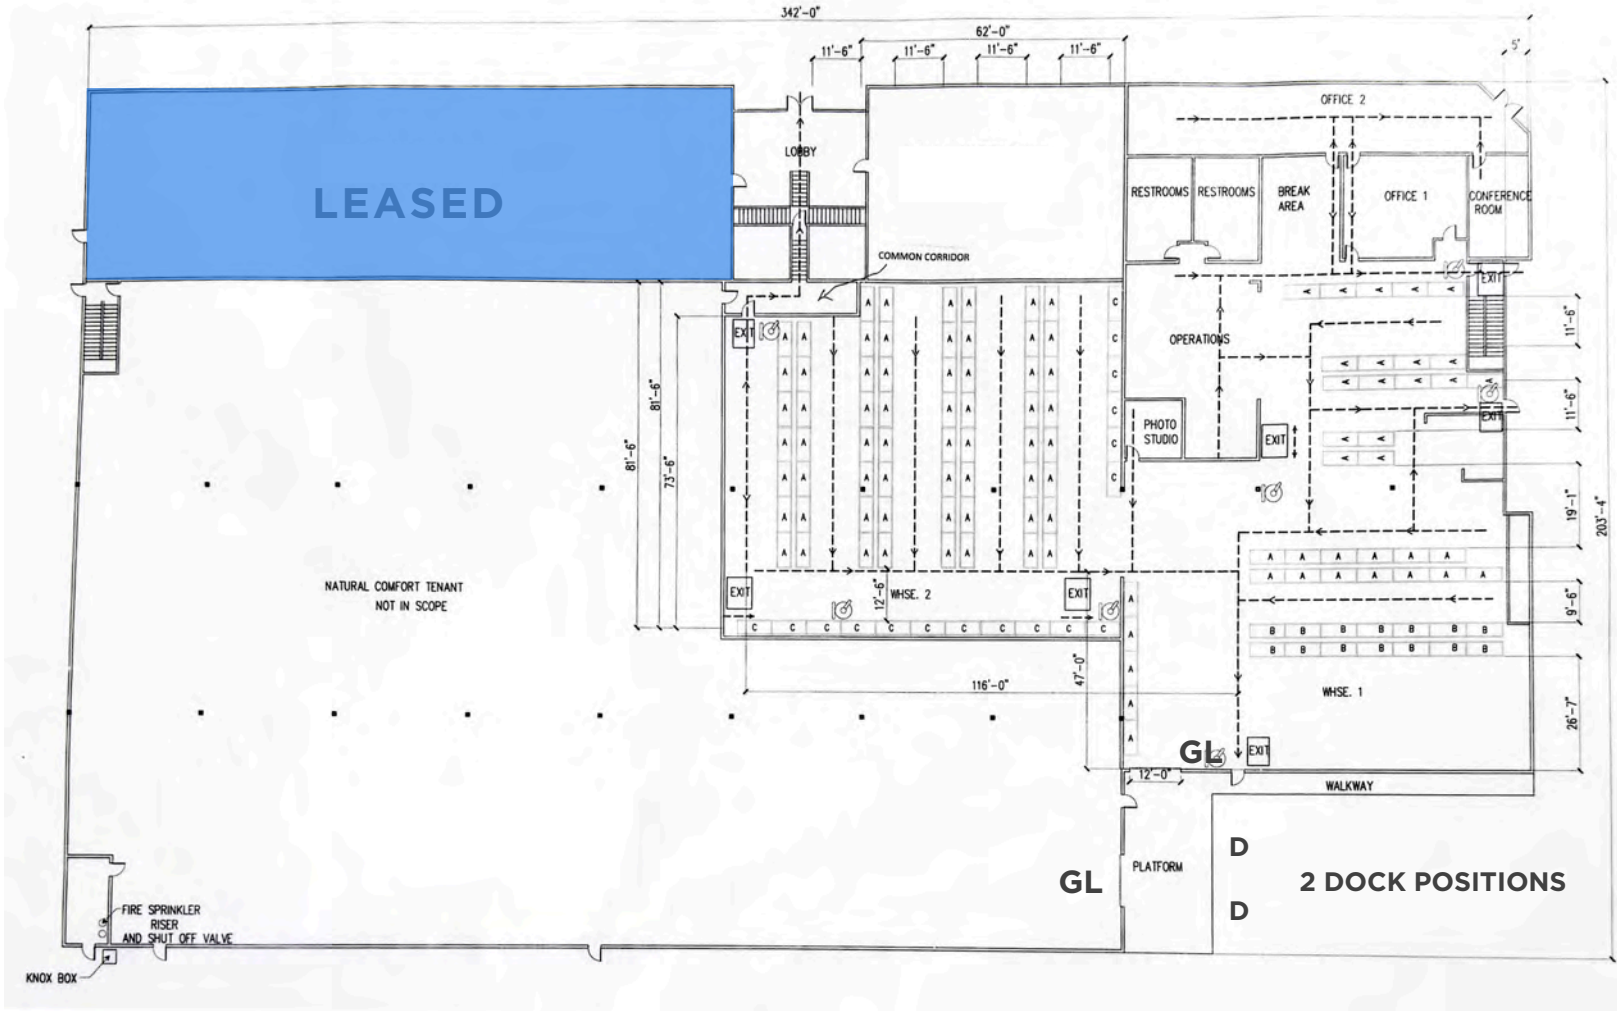 342'-0"
62'-0"
11'-6"
11'-6"
11'-6"
11'-6"
5'
LEASED
LOBBY
COMMON CORRIDOR
OFFICE 2
RESTROOMS
RESTROOMS
BREAK
AREA
OFFICE 1
CONFERENCE
ROOM
EXIT
A A A A A
OPERATIONS
11'-6"
A A A A
A A A A A
EXIT
11'-6"
A A
A A
PHOTO
STUDIO
EXIT
19'-1"
203'-4"
EXIT
A A A A A A C
A A A A A A A A C
A A A A A A A A C
A A A A A A A A C
A A A A A A A A C
A A A A A A A A C
A A A A A A A A
A A A A A A A A
81'-6"
81'-6"
73'-6"
A A A A A A
A A A A A A A
9'-6"
NATURAL COMFORT TENANT
NOT IN SCOPE
EXIT
12'-6"
WHSE. 2
EXIT
C C C C C C C C C C C
A
A
A
A
A
B B B B B B B
B B B B B B B
116'-0"
47'-0"
WHSE. 1
26'-7"
GL
EXIT
12'-0"
WALKWAY
PLATFORM
GL
D
2 DOCK POSITIONS
D
FIRE SPRINKLER
RISER
AND SHUT OFF VALVE
KNOX BOX